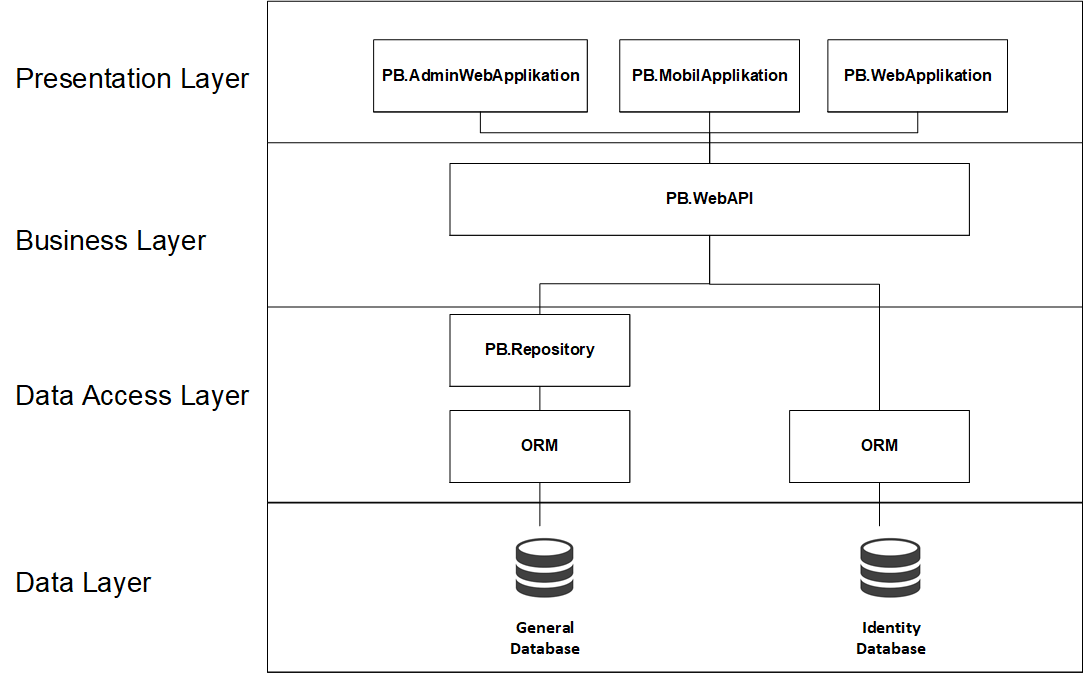 Presentation Layer
PB.AdminWebApplikation
PB.MobilApplikation
PB.WebApplikation
Business Layer
PB.WebAPI
Data Access Layer
PB.Repository
ORM
ORM
Data Layer
General
Database
Identity
Database